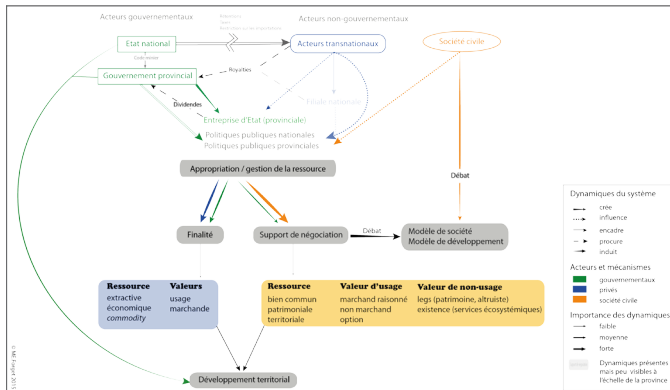 Acteurs gouvernementaux
Acteurs non-gouvernementaux
Etat national
Acteurs transnationaux
Société civile
Gouvernement provincial
Royalties
Dividendes
Filiale nationale
Entreprise d'Etat (provinciale)
Politiques publiques nationales
Politiques publiques provinciales
Appropriation / gestion de la ressource
Débat
Finalité
Support de négociation
Débat
Modèle de société
Modèle de développement
Ressource
extractive
économique
commodity
Valeurs
usage
marchande
Ressource
bien commun
patrimoniale
territoriale
Valeur d'usage
marchand raisonné
non marchand
option
Valeur de non-usage
legs (patrimoine, altruiste)
existence (services écosystémiques)
Développement territorial
Dynamiques du système
crée
influence
encadre
procure
induit
Acteurs et mécanismes
gouvernementaux
privés
société civile
Importance des dynamiques
faible
moyenne
forte
Dynamiques présentes
mais peu visibles à
l'échelle de la province